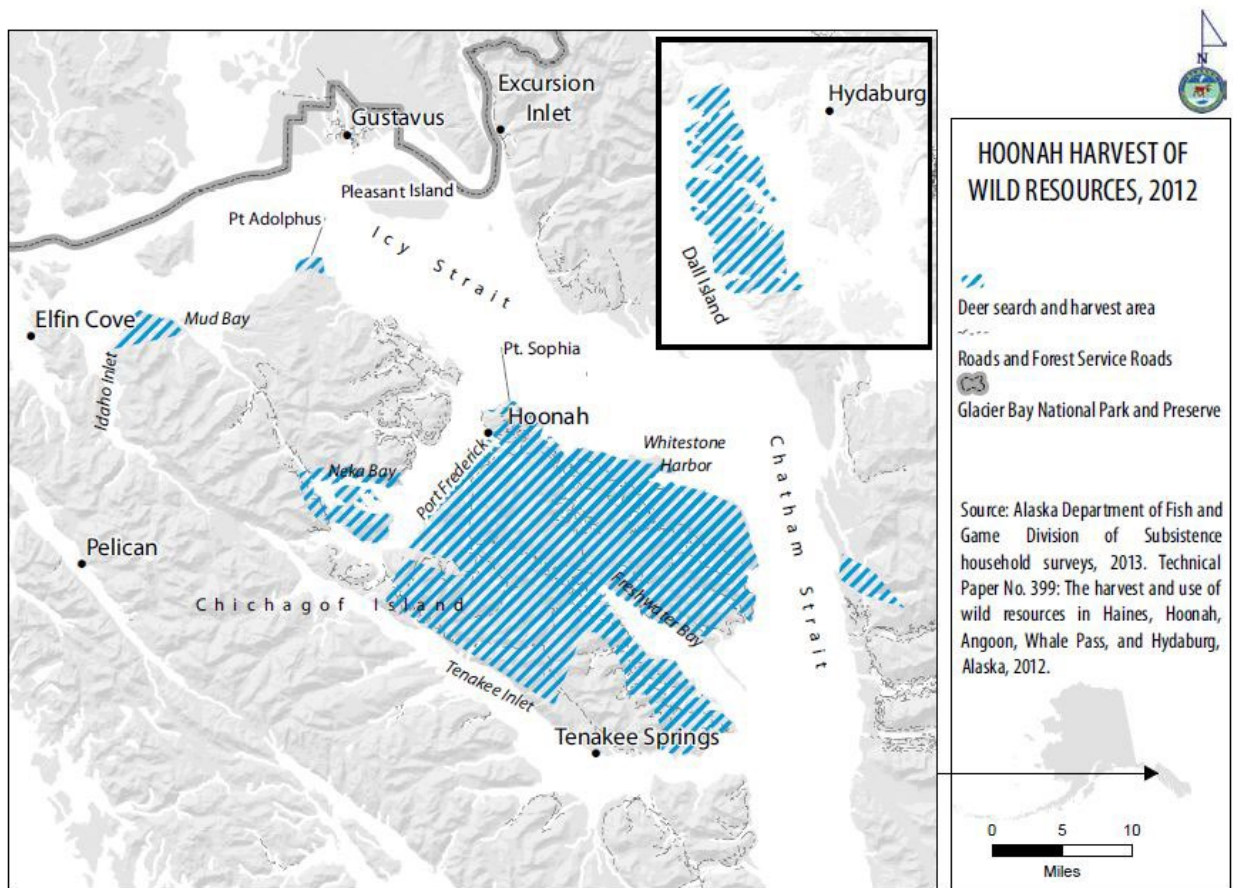 Excursion
Inlet
Gustavus
Pleasant Island
Pt Adolphus
Icy Strait
Elfin Cove
Mud Bay
Idaho Inlet
Pt. Sophia
Hoonah
Whitestone
Harbor
Port Frederick
Neka Bay
Pelican
Chichagof Island
Freshwater Bay
Chatham Strait
Tenakee Inlet
Tenakee Springs
Hydaburg
Dall Island
N
HOONAH HARVEST OF
WILD RESOURCES, 2012
Deer search and harvest area
Roads and Forest Service Roads
Glacier Bay National Park and Preserve
Source: Alaska Department of Fish and
Game Division of Subsistence
household surveys, 2013. Technical
Paper No. 399: The harvest and use of
wild resources in Haines, Hoonah,
Angoon, Whale Pass, and Hydaburg,
Alaska, 2012.
0 5 10
Miles